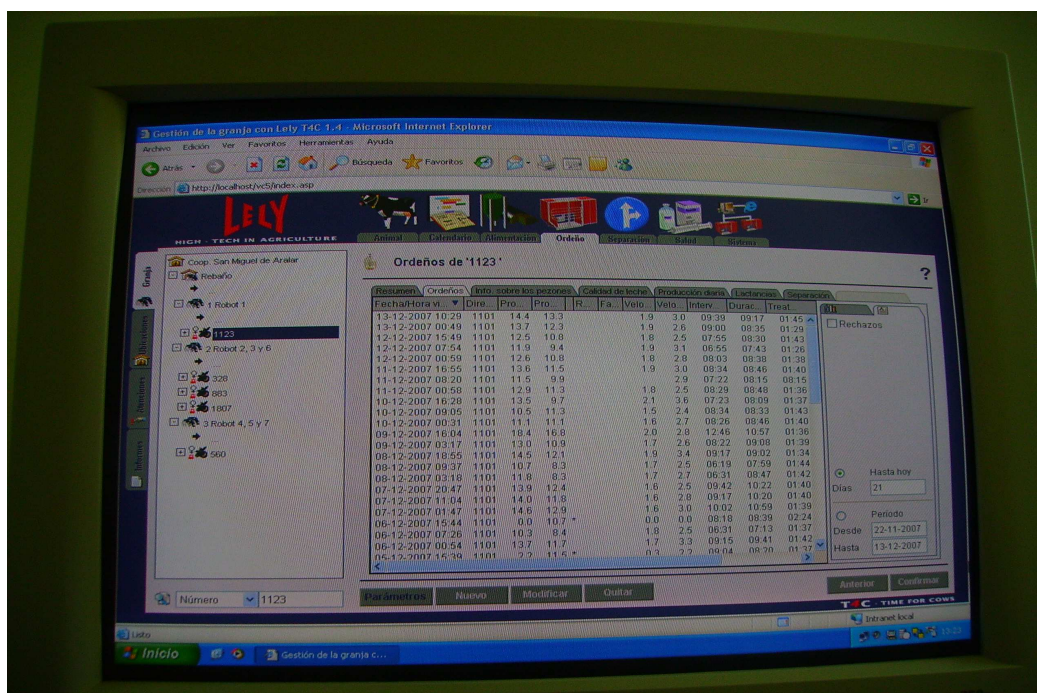 Gestión de la granja con Lely T4C 1.4 - Microsoft Internet Explorer
Archivo Edición Ver Favoritos Herramientas Ayuda
Atrás Búsqueda Favoritos
Dirección http://localhost/vc5/index.asp Ir
LELY
HIGH - TECH IN AGRICULTURE
Animal Calendario Alimentación Ordeño Separación Salud Sistema
Granja
Informes
Coop. San Miguel de Aralar
Rebaño
...
1 Robot 1
...
1123
2 Robot 2, 3 y 6
...
328
883
1807
3 Robot 4, 5 y 7
...
560
Número 1123
Ordeños de '1123 '
?
Resumen Ordeños Info. sobre los pezones Calidad de leche Producción diaria Lactancias Separación
Fecha/Hora vi... Dire... Pro... Pro... R... Fa... Velo... Velo... Interv... Durac... Treat...
13-12-2007 10:29 1101 14.4 13.3 1.9 3.0 09:39 09:17 01:45
13-12-2007 00:49 1101 13.7 12.3 1.9 2.6 09:00 08:35 01:29
12-12-2007 15:49 1101 12.5 10.8 1.8 2.5 07:55 08:30 01:43
12-12-2007 07:54 1101 11.9 9.4 1.9 3.1 06:55 07:43 01:26
12-12-2007 00:59 1101 12.6 10.8 1.8 2.8 08:03 08:38 01:38
11-12-2007 16:55 1101 13.6 11.5 1.9 3.0 08:34 08:46 01:40
11-12-2007 08:20 1101 11.5 9.9 2.9 07:22 08:15 08:15
11-12-2007 00:58 1101 12.9 11.3 1.8 2.5 08:29 08:48 01:36
10-12-2007 16:28 1101 13.5 9.7 2.1 3.6 07:23 08:09 01:37
10-12-2007 09:05 1101 10.5 11.3 1.5 2.4 08:34 08:33 01:43
10-12-2007 00:31 1101 11.1 11.1 1.6 2.7 08:26 08:46 01:40
09-12-2007 16:04 1101 18.4 16.8 2.0 2.8 12:46 10:57 01:36
09-12-2007 03:17 1101 13.0 10.9 1.7 2.6 08:22 09:08 01:39
08-12-2007 18:55 1101 14.5 12.1 1.9 3.4 09:17 09:02 01:34
08-12-2007 09:37 1101 10.7 8.3 1.7 2.5 06:19 07:59 01:44
08-12-2007 03:18 1101 11.8 8.3 1.7 2.7 06:31 08:47 01:42
07-12-2007 20:47 1101 13.9 12.4 1.8 2.5 09:42 10:22 01:40
07-12-2007 11:04 1101 14.0 11.8 1.6 2.8 09:17 10:20 01:40
07-12-2007 01:47 1101 14.6 12.9 1.6 3.0 10:02 10:59 01:39
06-12-2007 15:44 1101 0.0 10.7 * 0.0 0.0 08:18 08:39 02:24
06-12-2007 07:26 1101 10.3 8.4 1.8 2.5 06:31 07:13 01:37
06-12-2007 00:54 1101 13.7 11.7 1.7 3.3 09:15 09:41 01:42
05-12-2007 15:39 1101 2.2 11.5 * 0.3 2.2 09:04 08:20 01:37
Rechazos
Hasta hoy
Días 21
Periodo
Desde 22-11-2007
Hasta 13-12-2007
Parámetros Nuevo Modificar Quitar Anterior Confirmar
T4C - TIME FOR COWS
Listo Intranet local
Inicio Gestión de la granja c... 13:23